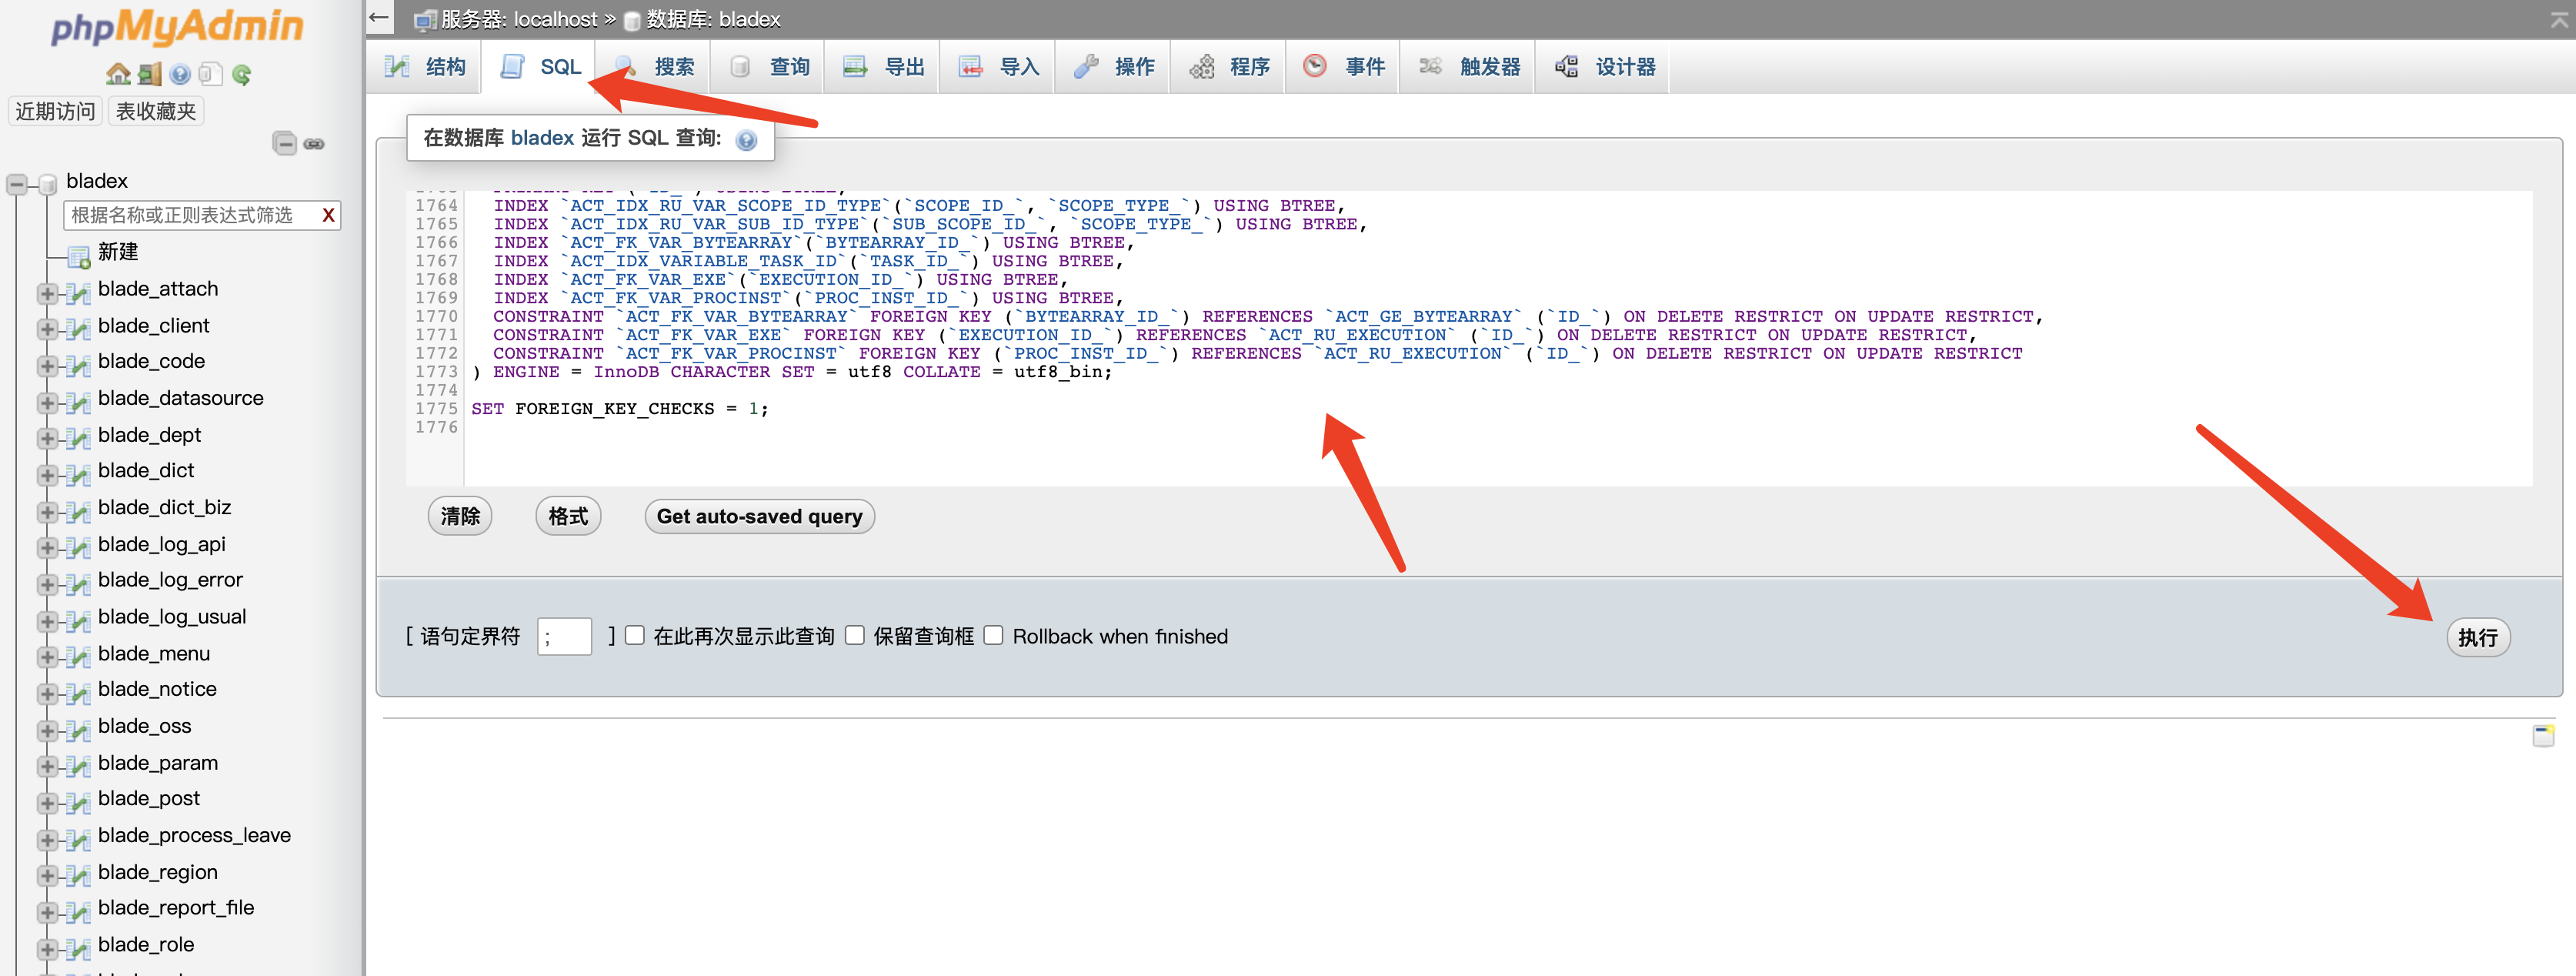 phpMyAdmin
近期访问 表收藏夹
bladex
根据名称或正则表达式筛选 X
新建
blade_attach
blade_client
blade_code
blade_datasource
blade_dept
blade_dict
blade_dict_biz
blade_log_api
blade_log_error
blade_log_usual
blade_menu
blade_notice
blade_oss
blade_param
blade_post
blade_process_leave
blade_region
blade_report_file
blade_role
服务器: localhost » 数据库: bladex
结构 SQL 搜索 查询 导出 导入 操作 程序 事件 触发器 设计器
在数据库 bladex 运行 SQL 查询:
1764 INDEX `ACT_IDX_RU_VAR_SCOPE_ID_TYPE`(`SCOPE_ID_`, `SCOPE_TYPE_`) USING BTREE,
1765 INDEX `ACT_IDX_RU_VAR_SUB_ID_TYPE`(`SUB_SCOPE_ID_`, `SCOPE_TYPE_`) USING BTREE,
1766 INDEX `ACT_FK_VAR_BYTEARRAY`(`BYTEARRAY_ID_`) USING BTREE,
1767 INDEX `ACT_IDX_VARIABLE_TASK_ID`(`TASK_ID_`) USING BTREE,
1768 INDEX `ACT_FK_VAR_EXE`(`EXECUTION_ID_`) USING BTREE,
1769 INDEX `ACT_FK_VAR_PROCINST`(`PROC_INST_ID_`) USING BTREE,
1770 CONSTRAINT `ACT_FK_VAR_BYTEARRAY` FOREIGN KEY (`BYTEARRAY_ID_`) REFERENCES `ACT_GE_BYTEARRAY` (`ID_`) ON DELETE RESTRICT ON UPDATE RESTRICT,
1771 CONSTRAINT `ACT_FK_VAR_EXE` FOREIGN KEY (`EXECUTION_ID_`) REFERENCES `ACT_RU_EXECUTION` (`ID_`) ON DELETE RESTRICT ON UPDATE RESTRICT,
1772 CONSTRAINT `ACT_FK_VAR_PROCINST` FOREIGN KEY (`PROC_INST_ID_`) REFERENCES `ACT_RU_EXECUTION` (`ID_`) ON DELETE RESTRICT ON UPDATE RESTRICT
1773 ) ENGINE = InnoDB CHARACTER SET = utf8 COLLATE = utf8_bin;
1774
1775 SET FOREIGN_KEY_CHECKS = 1;
1776
清除 格式 Get auto-saved query
[ 语句定界符 ; ] 在此再次显示此查询 保留查询框 Rollback when finished
执行